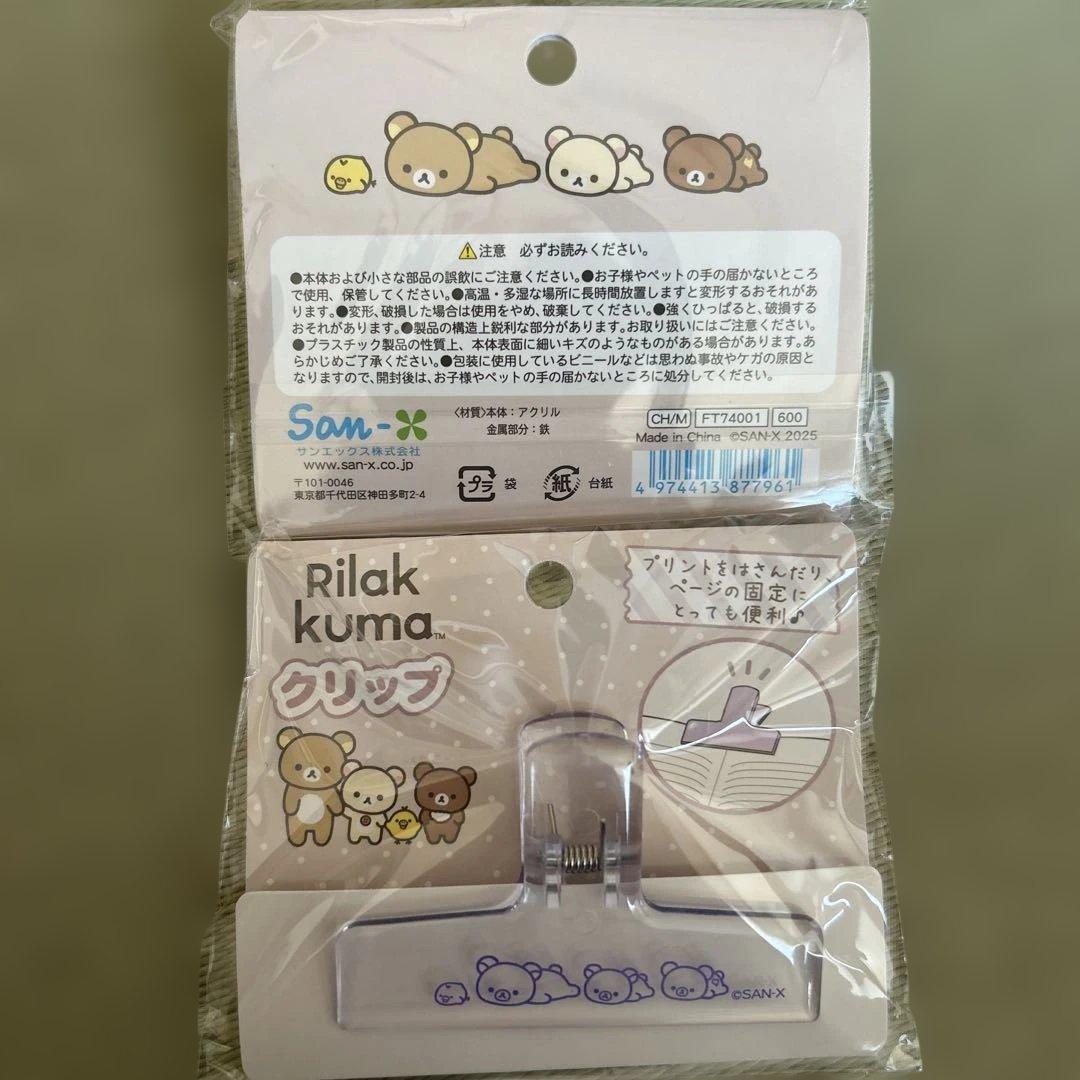 ⚠注意 必ずお読みください。
●本体および小さな部品の誤飲にご注意ください。●お子様やペットの手の届かないところ
で使用、保管してください。●高温・多湿な場所に長時間放置しますと変形するおそれがあ
ります。●変形、破損した場合は使用をやめ、破棄してください。●強くひっぱると、破損する
おそれがあります。●製品の構造上鋭利な部分があります。お取り扱いにはご注意ください。
●プラスチック製品の性質上、本体表面に細いキズのようなものがある場合があります。あ
らかじめご了承ください。●包装に使用しているビニールなどは思わぬ事故やケガの原因と
なりますので、開封後は、お子様やペットの手の届かないところに処分してください。
San-X
サンエックス株式会社
www.san-x.co.jp
〒101-0046
東京都千代田区神田多町2-4
〈材質〉本体：アクリル
金属部分：鉄
プラ 袋
紙 台紙
CH/M FT74001 600
Made in China ©SAN-X 2025
4 974413 877961
Rilak
kuma™
クリップ
プリントをはさんだり、
ページの固定に
とっても便利♪
©SAN-X